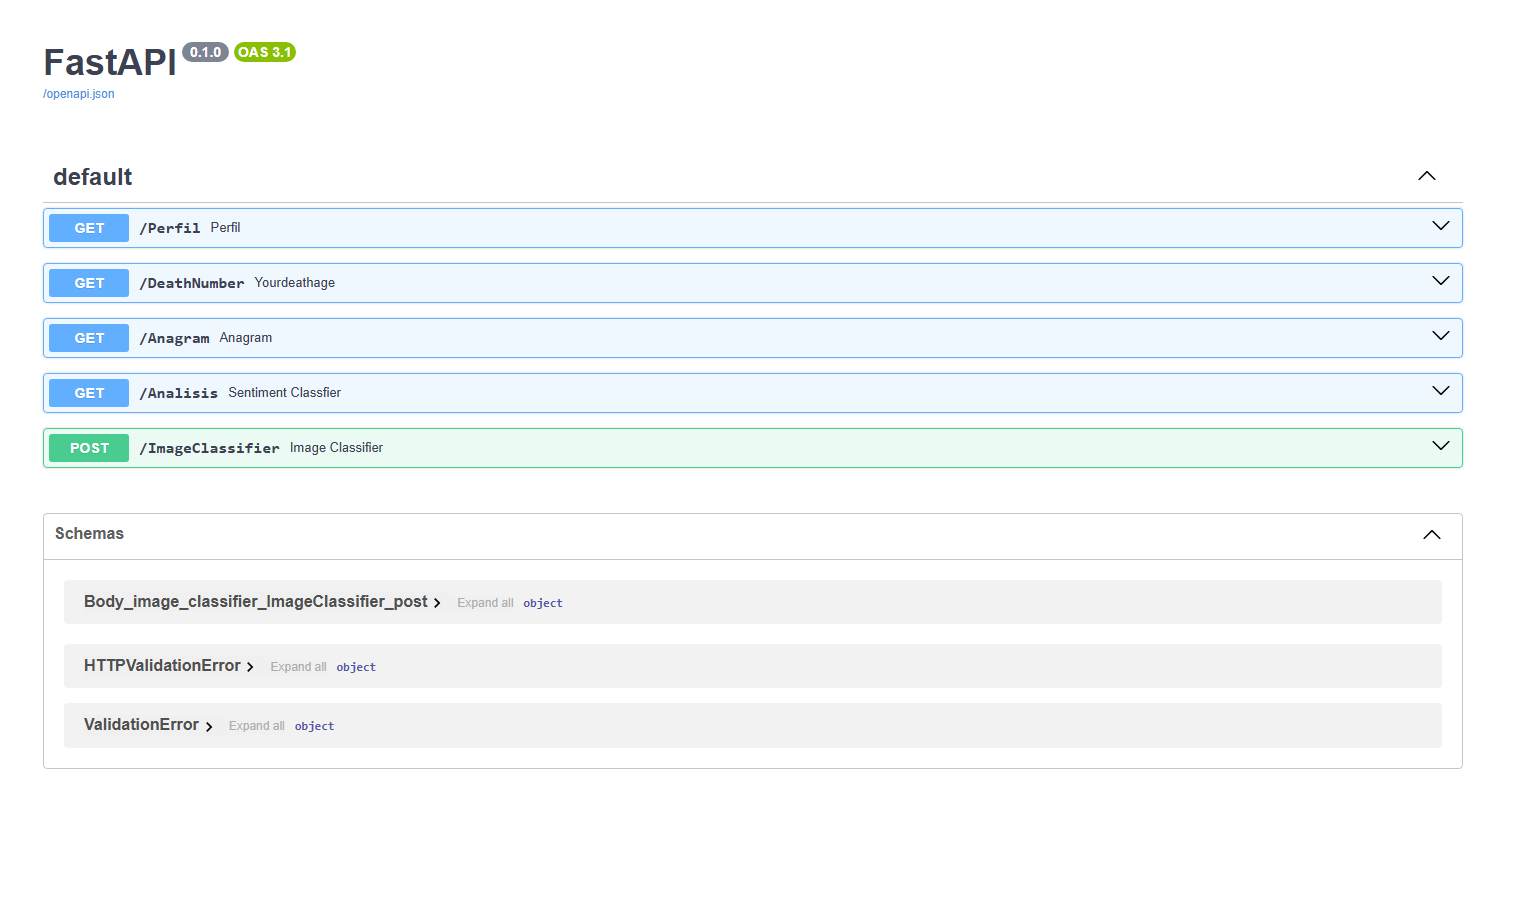 FastAPI 0.1.0 OAS 3.1
/openapi.json
default
GET /Perfil Perfil
GET /DeathNumber Yourdeathage
GET /Anagram Anagram
GET /Analisis Sentiment Classfier
POST /ImageClassifier Image Classifier
Schemas
Body_image_classifier_ImageClassifier_post Expand all object
HTTPValidationError Expand all object
ValidationError Expand all object